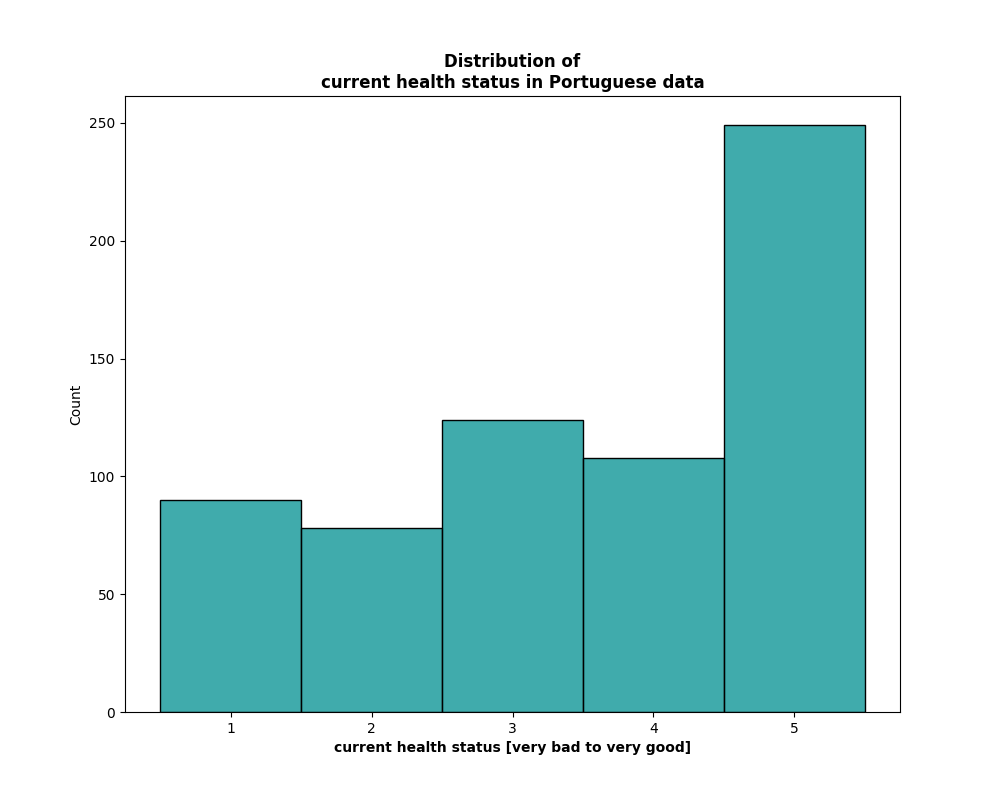 Distribution of
current health status in Portuguese data
250
200
150
100
50
0
Count
1 2 3 4 5
current health status [very bad to very good]